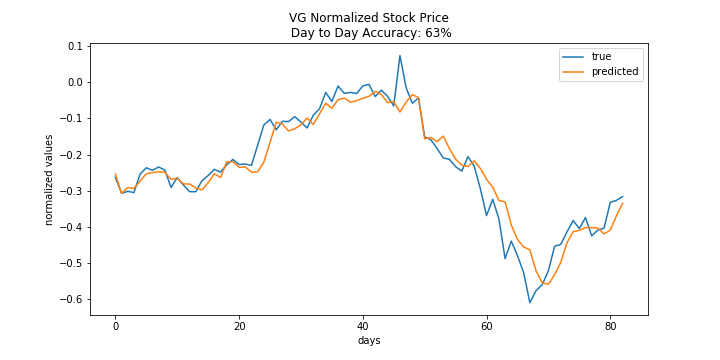 VG Normalized Stock Price
Day to Day Accuracy: 63%
true
predicted
0.1
0.0
−0.1
−0.2
−0.3
−0.4
−0.5
−0.6
normalized values
0 20 40 60 80
days